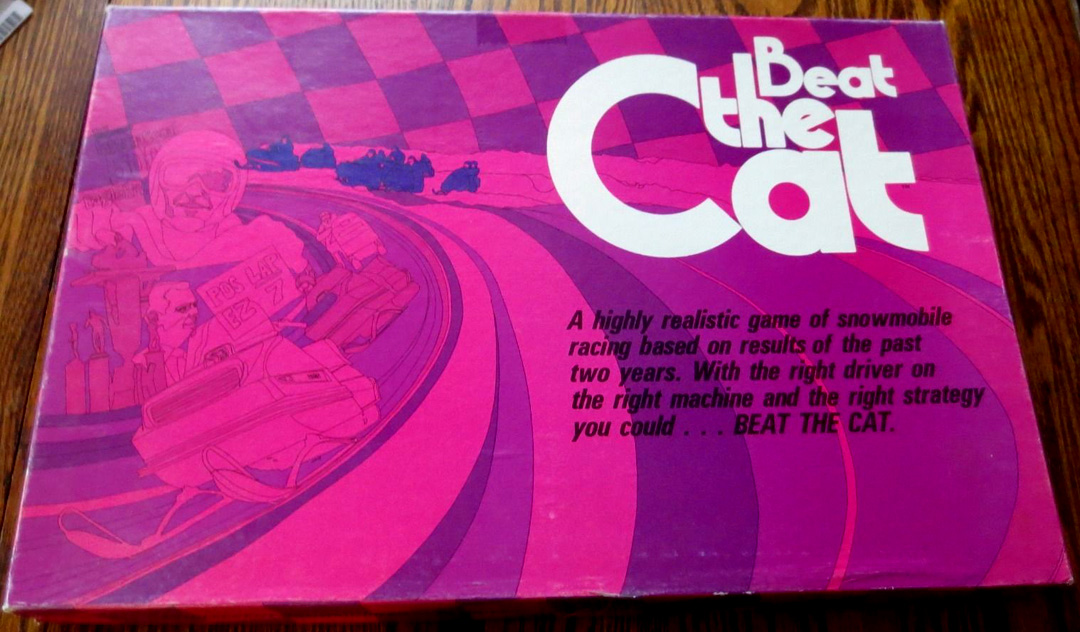 Beat
the
Cat
A highly realistic game of snowmobile
racing based on results of the past
two years. With the right driver on
the right machine and the right strategy
you could . . . BEAT THE CAT.
POS LAP
EZ 7